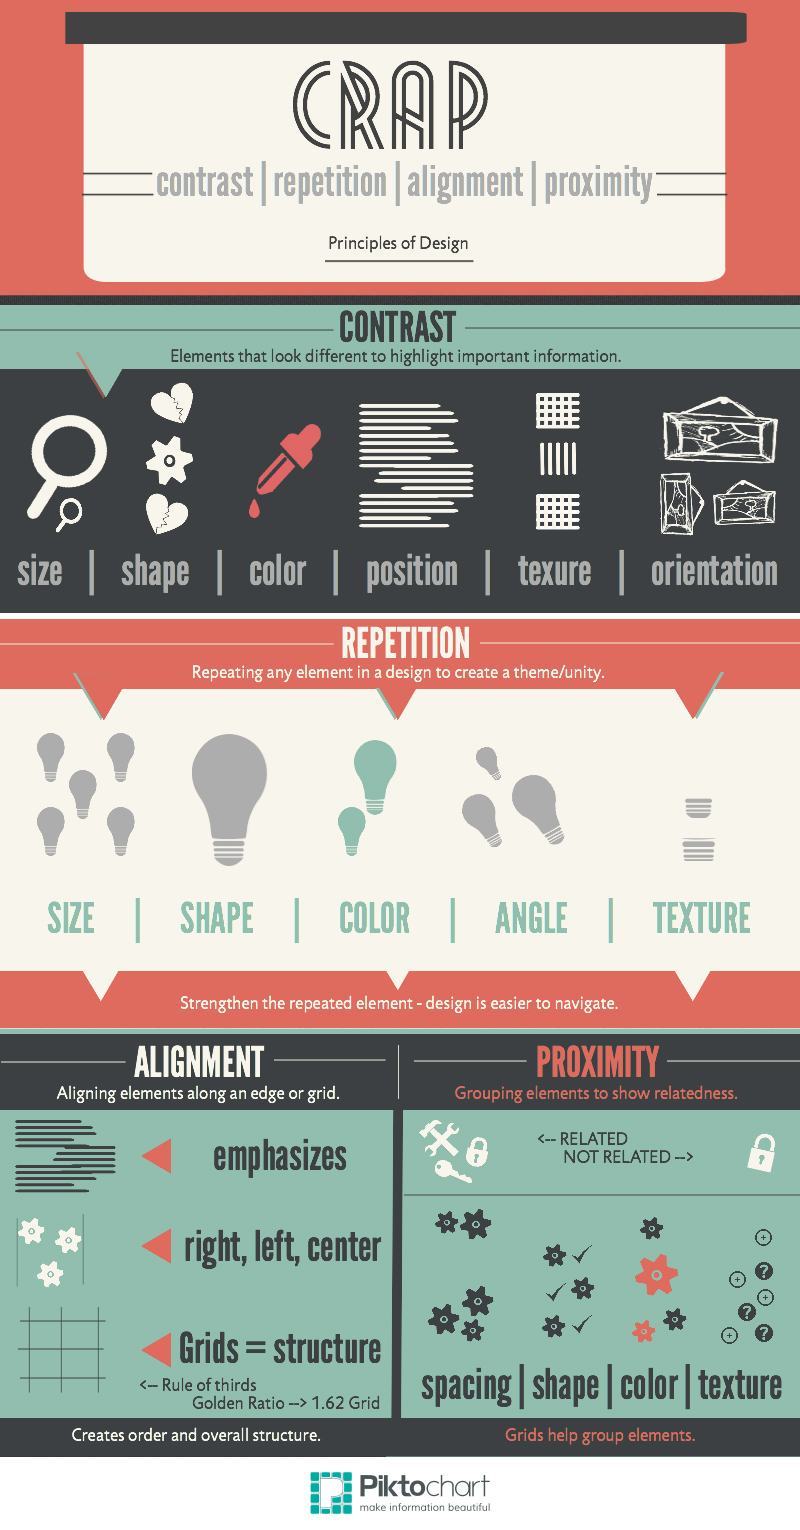 CRAP
contrast | repetition | alignment | proximity
Principles of Design
CONTRAST
Elements that look different to highlight important information.
size | shape | color | position | texure | orientation
REPETITION
Repeating any element in a design to create a theme/unity.
SIZE | SHAPE | COLOR | ANGLE | TEXTURE
Strengthen the repeated element - design is easier to navigate.
ALIGNMENT
Aligning elements along an edge or grid.
emphasizes
right, left, center
Grids = structure
<-- Rule of thirds
Golden Ratio --> 1.62 Grid
Creates order and overall structure.
PROXIMITY
Grouping elements to show relatedness.
<-- RELATED
NOT RELATED -->
?
?
?
spacing | shape | color | texture
Grids help group elements.
Piktochart
make information beautiful